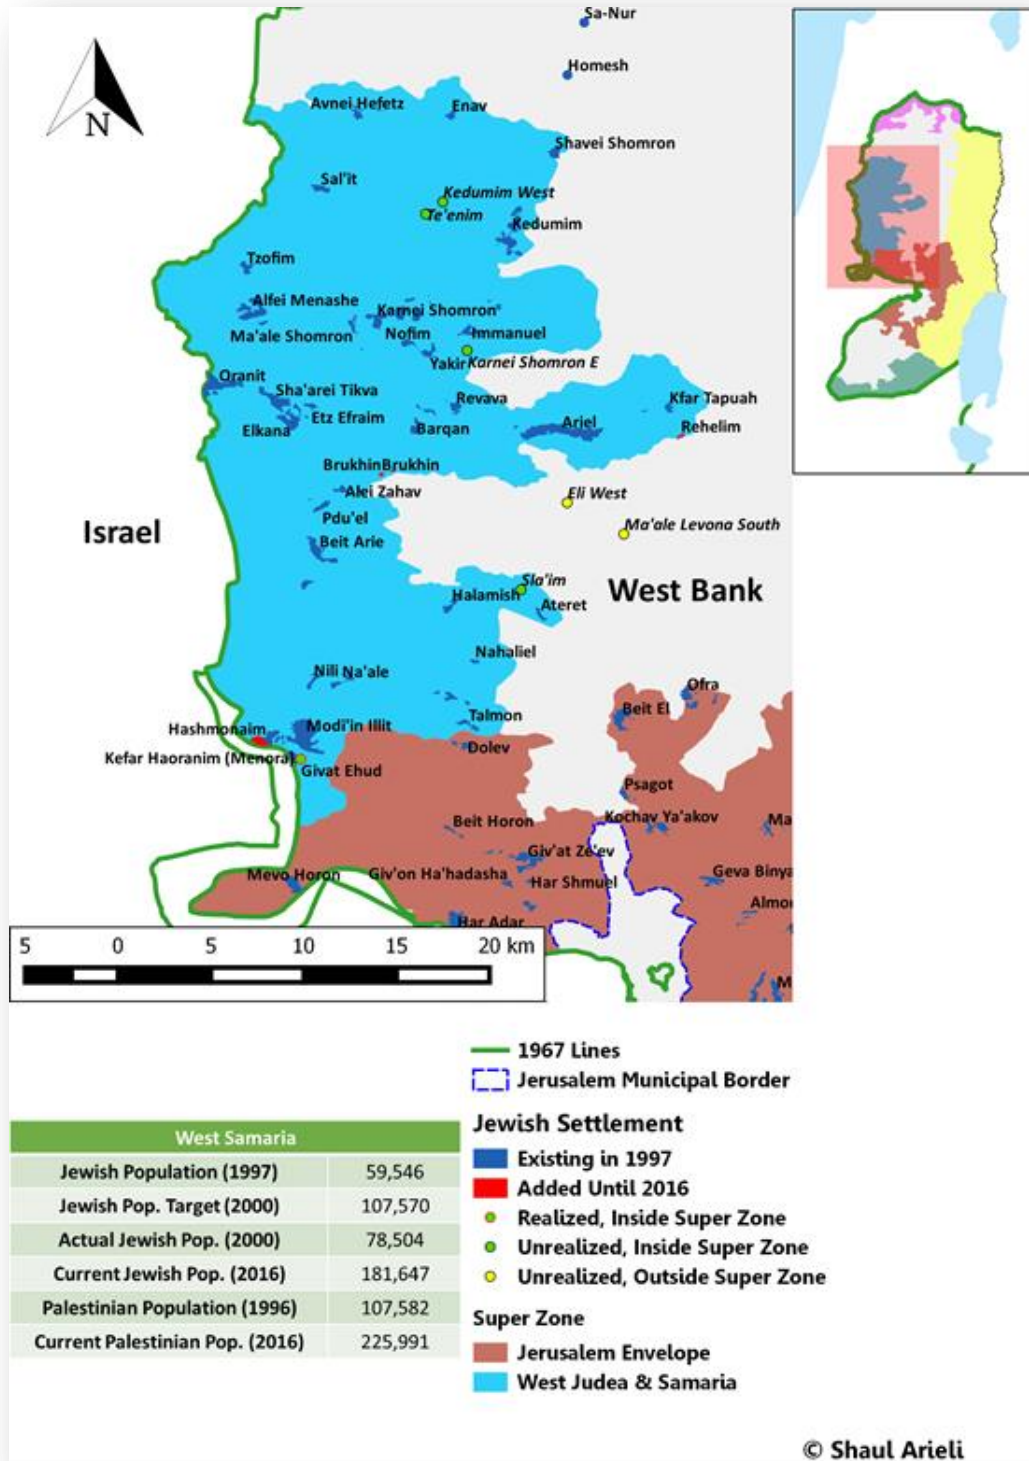 Sa-Nur
Homesh
Avnei Hefetz
Enav
Shavei Shomron
N
Sal'it
Kedumim West
Te'enim
Kedumim
Tzofim
Alfei Menashe
Karnei Shomron
Ma'ale Shomron
Nofim
Immanuel
Yakir
Karnei Shomron E
Oranit
Sha'arei Tikva
Revava
Kfar Tapuah
Etz Efraim
Elkana
Barqan
Ariel
Rehelim
BrukhinBrukhin
Alei Zahav
Eli West
Pdu'el
Ma'ale Levona South
Israel
Beit Arie
Sla'im
West Bank
Halamish
Ateret
Nahaliel
Nili Na'ale
Ofra
Beit El
Talmon
Modi'in Illit
Hashmonaim
Dolev
Kefar Haoranim (Menora)
Givat Ehud
Psagot
Beit Horon
Kochav Ya'akov
Ma
Giv'at Ze'ev
Mevo Horon
Giv'on Ha'hadasha
Har Shmuel
Geva Binya
Almo
Har Adar
M
5 0 5 10 15 20 km
1967 Lines
Jerusalem Municipal Border
Jewish Settlement
Existing in 1997
Added Until 2016
Realized, Inside Super Zone
Unrealized, Inside Super Zone
Unrealized, Outside Super Zone
Super Zone
Jerusalem Envelope
West Judea & Samaria
West Samaria
Jewish Population (1997) 59,546
Jewish Pop. Target (2000) 107,570
Actual Jewish Pop. (2000) 78,504
Current Jewish Pop. (2016) 181,647
Palestinian Population (1996) 107,582
Current Palestinian Pop. (2016) 225,991
© Shaul Arieli